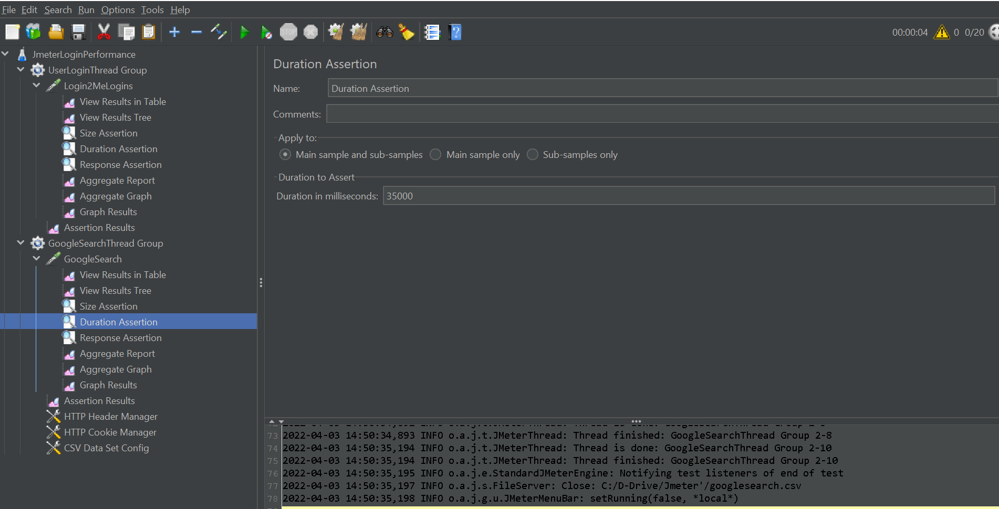 File Edit Search Run Options Tools Help
STOP
00:00:04 0 0/20
JmeterLoginPerformance
UserLoginThread Group
Login2MeLogins
View Results in Table
View Results Tree
Size Assertion
Duration Assertion
Response Assertion
Aggregate Report
Aggregate Graph
Graph Results
Assertion Results
GoogleSearchThread Group
GoogleSearch
View Results in Table
View Results Tree
Size Assertion
Duration Assertion
Response Assertion
Aggregate Report
Aggregate Graph
Graph Results
Assertion Results
HTTP Header Manager
HTTP Cookie Manager
CSV Data Set Config
Duration Assertion
Name: Duration Assertion
Comments:
Apply to:
Main sample and sub-samples Main sample only Sub-samples only
Duration to Assert
Duration in milliseconds: 35000
73 2022-04-03 14:50:34,893 INFO o.a.j.t.JMeterThread: Thread finished: GoogleSearchThread Group 2-8
74 2022-04-03 14:50:35,194 INFO o.a.j.t.JMeterThread: Thread is done: GoogleSearchThread Group 2-10
75 2022-04-03 14:50:35,194 INFO o.a.j.t.JMeterThread: Thread finished: GoogleSearchThread Group 2-10
76 2022-04-03 14:50:35,195 INFO o.a.j.e.StandardJMeterEngine: Notifying test listeners of end of test
77 2022-04-03 14:50:35,197 INFO o.a.j.s.FileServer: Close: C:/D-Drive/Jmeter'/googlesearch.csv
78 2022-04-03 14:50:35,198 INFO o.a.j.g.u.JMeterMenuBar: setRunning(false, *local*)